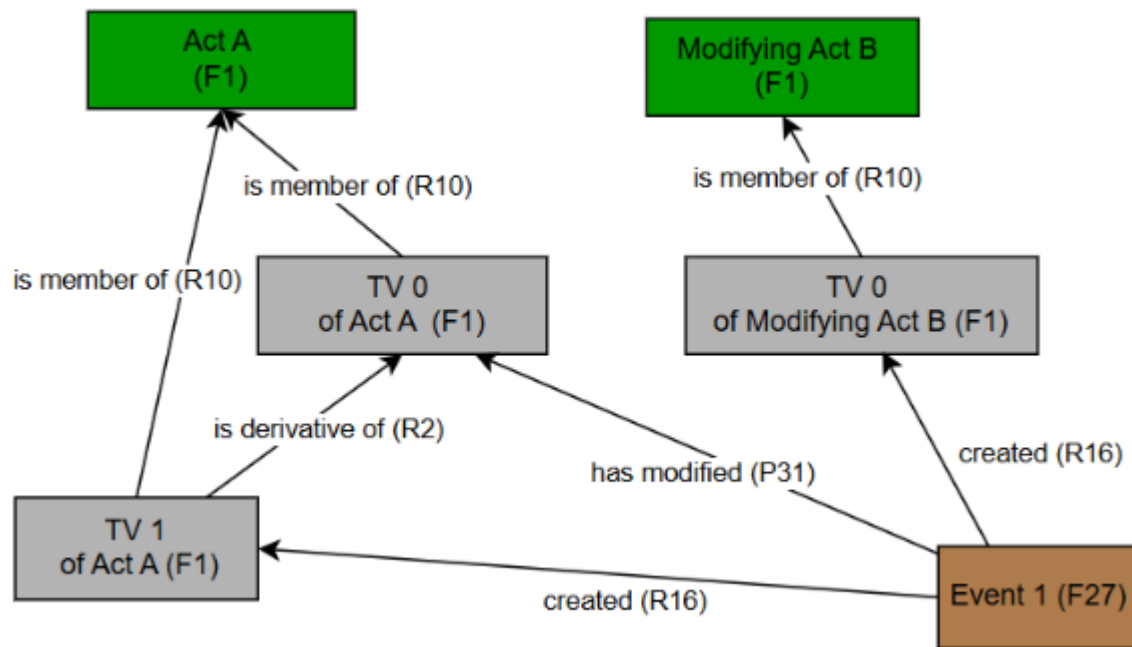 Act A
(F1)
Modifying Act B
(F1)
is member of (R10)
is member of (R10)
is member of (R10)
TV 0
of Act A (F1)
TV 0
of Modifying Act B (F1)
is derivative of (R2)
created (R16)
has modified (P31)
TV 1
of Act A (F1)
created (R16)
Event 1 (F27)